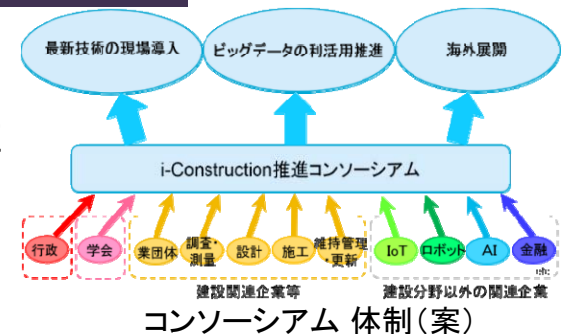 最新技術の現場導入
ビッグデータの利活用推進
海外展開
i-Construction推進コンソーシアム
行政
学会
業団体
調査・
測量
設計
施工
維持管理
・更新
IoT
ロボット
AI
金融
etc
建設関連企業等
建設分野以外の関連企業
コンソーシアム 体制(案)